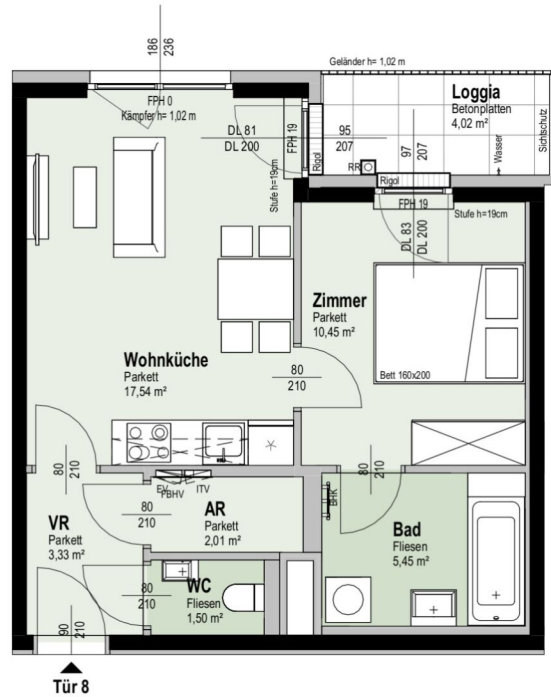 186
236
Geländer h= 1,02 m
FPH 0
Kämpfer h= 1,02 m
DL 81
DL 200
FPH 19
Rigol
95
207
Loggia
Betonplatten
4,02 m²
Sichtschutz
Wasser
97
207
RR
Rigol
Stufe h=19cm
FPH 19
Stufe h=19cm
DL 83
DL 200
Zimmer
Parkett
10,45 m²
Bett 160x200
Wohnküche
Parkett
17,54 m²
80
210
80
210
80
210
EV
FBHV
ITV
BHK
VR
Parkett
3,33 m²
80
210
AR
Parkett
2,01 m²
Bad
Fliesen
5,45 m²
80
210
WC
Fliesen
1,50 m²
90
210
Tür 8